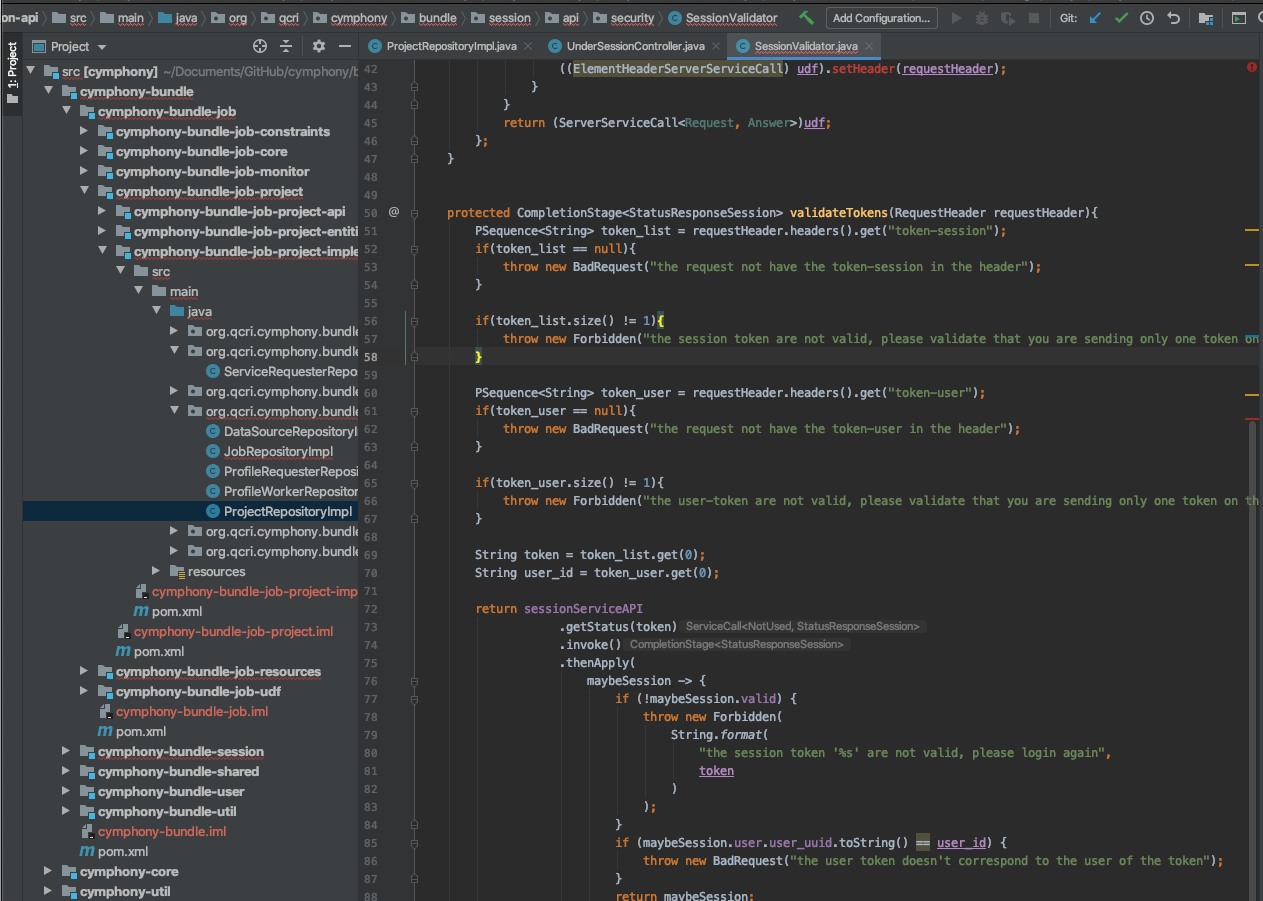 on-api src main java org qcri cymphony bundle session api security SessionValidator Add Configuration... Git:
1: Project
Project
ProjectRepositoryImpl.java UnderSessionController.java SessionValidator.java
src [cymphony] ~/Documents/GitHub/cymphony/b
cymphony-bundle
cymphony-bundle-job
cymphony-bundle-job-constraints
cymphony-bundle-job-core
cymphony-bundle-job-monitor
cymphony-bundle-job-project
cymphony-bundle-job-project-api
cymphony-bundle-job-project-entiti
cymphony-bundle-job-project-imple
src
main
java
org.qcri.cymphony.bundle
org.qcri.cymphony.bundle
ServiceRequesterRepo
org.qcri.cymphony.bundle
org.qcri.cymphony.bundle
DataSourceRepositoryI
JobRepositoryImpl
ProfileRequesterReposi
ProfileWorkerRepositor
ProjectRepositoryImpl
org.qcri.cymphony.bundle
org.qcri.cymphony.bundle
resources
cymphony-bundle-job-project-imp
pom.xml
cymphony-bundle-job-project.iml
pom.xml
cymphony-bundle-job-resources
cymphony-bundle-job-udf
cymphony-bundle-job.iml
pom.xml
cymphony-bundle-session
cymphony-bundle-shared
cymphony-bundle-user
cymphony-bundle-util
cymphony-bundle.iml
pom.xml
cymphony-core
cymphony-util
42 ((ElementHeaderServerServiceCall) udf).setHeader(requestHeader);
43 }
44 }
45 return (ServerServiceCall<Request, Answer>)udf;
46 };
47 }
48
49
50 @ protected CompletionStage<StatusResponseSession> validateTokens(RequestHeader requestHeader){
51 PSequence<String> token_list = requestHeader.headers().get("token-session");
52 if(token_list == null){
53 throw new BadRequest("the request not have the token-session in the header");
54 }
55
56 if(token_list.size() != 1){
57 throw new Forbidden("the session token are not valid, please validate that you are sending only one token on
58 }
59
60 PSequence<String> token_user = requestHeader.headers().get("token-user");
61 if(token_user == null){
62 throw new BadRequest("the request not have the token-user in the header");
63 }
64
65 if(token_user.size() != 1){
66 throw new Forbidden("the user-token are not valid, please validate that you are sending only one token on th
67 }
68
69 String token = token_list.get(0);
70 String user_id = token_user.get(0);
71
72 return sessionServiceAPI
73 .getStatus(token) ServiceCall<NotUsed, StatusResponseSession>
74 .invoke() CompletionStage<StatusResponseSession>
75 .thenApply(
76 maybeSession -> {
77 if (!maybeSession.valid) {
78 throw new Forbidden(
79 String.format(
80 "the session token '%s' are not valid, please login again",
81 token
82 )
83 );
84 }
85 if (maybeSession.user.user_uuid.toString() == user_id) {
86 throw new BadRequest("the user token doesn't correspond to the user of the token");
87 }
88 return maybeSession;